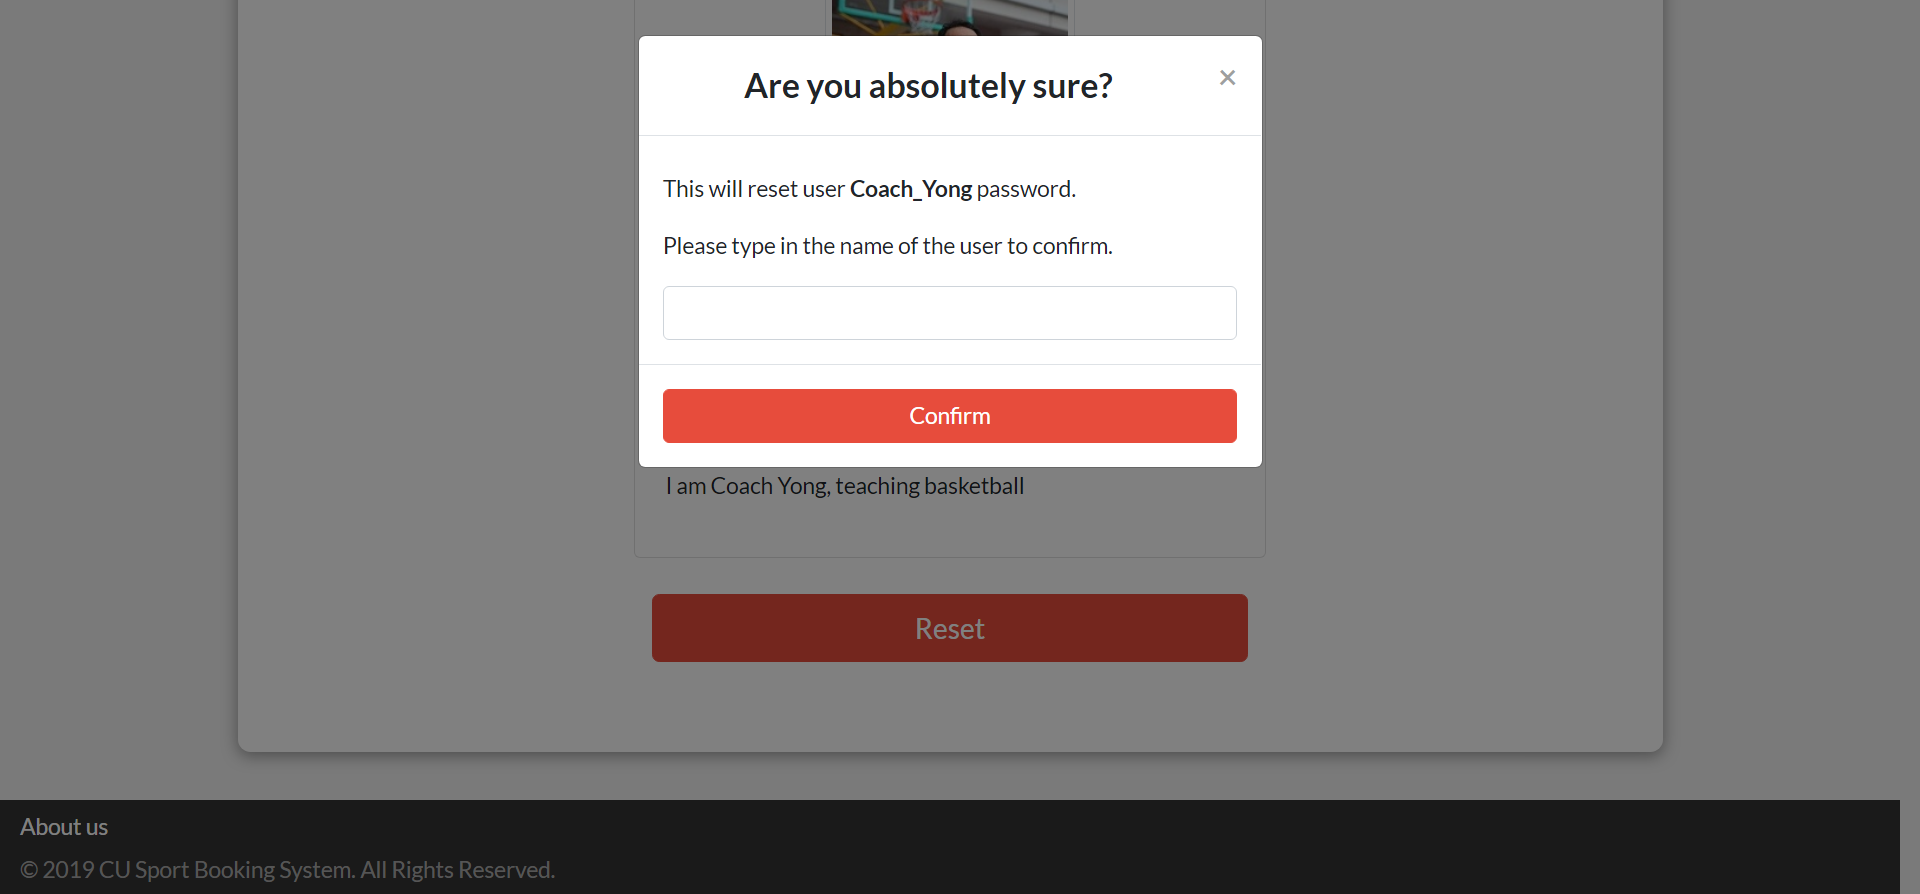 Are you absolutely sure?
×
This will reset user Coach_Yong password.
Please type in the name of the user to confirm.
Confirm
I am Coach Yong, teaching basketball
Reset
About us
© 2019 CU Sport Booking System. All Rights Reserved.